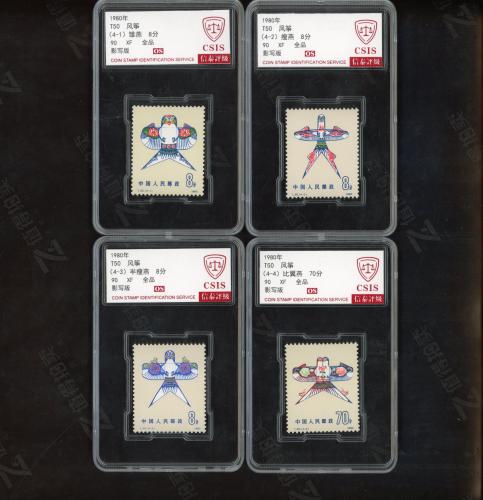 1980年
T50 风筝
(4-1) 雏燕 8分
90 XF 全品
影写版 OS
COIN STAMP IDENTIFICATION SERVICE
CSIS
信泰评级
8分
中国人民邮政
1980年
T50 风筝
(4-2) 瘦燕 8分
90 XF 全品
影写版 OS
COIN STAMP IDENTIFICATION SERVICE
CSIS
信泰评级
8分
中国人民邮政
1980年
T50 风筝
(4-3) 半瘦燕 8分
90 XF 全品
影写版 OS
COIN STAMP IDENTIFICATION SERVICE
CSIS
信泰评级
中国人民邮政
8分
1980年
T50 风筝
(4-4) 比翼燕 70分
90 XF 全品
影写版 OS
COIN STAMP IDENTIFICATION SERVICE
CSIS
信泰评级
中国人民邮政
70分